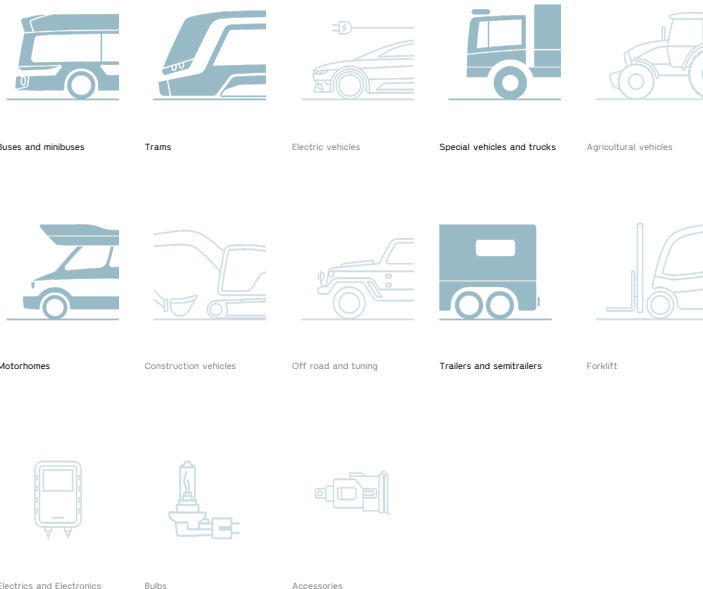 Buses and minibuses
Trams
Electric vehicles
Special vehicles and trucks
Agricultural vehicles
Motorhomes
Construction vehicles
Off road and tuning
Trailers and semitrailers
Forklift
Electrics and Electronics
Bulbs
Accessories